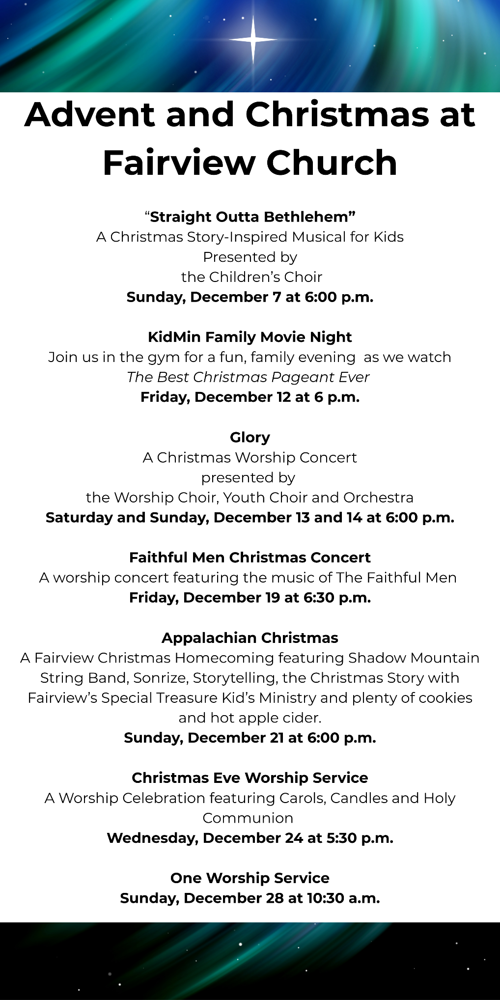 Advent and Christmas at
Fairview Church
“Straight Outta Bethlehem”
A Christmas Story-Inspired Musical for Kids
Presented by
the Children’s Choir
Sunday, December 7 at 6:00 p.m.
KidMin Family Movie Night
Join us in the gym for a fun, family evening  as we watch
The Best Christmas Pageant Ever
Friday, December 12 at 6 p.m.
Glory
A Christmas Worship Concert
presented by
the Worship Choir, Youth Choir and Orchestra
Saturday and Sunday, December 13 and 14 at 6:00 p.m.
Faithful Men Christmas Concert
A worship concert featuring the music of The Faithful Men
Friday, December 19 at 6:30 p.m.
Appalachian Christmas
A Fairview Christmas Homecoming featuring Shadow Mountain
String Band, Sonrize, Storytelling, the Christmas Story with
Fairview’s Special Treasure Kid’s Ministry and plenty of cookies
and hot apple cider.
Sunday, December 21 at 6:00 p.m.
Christmas Eve Worship Service
A Worship Celebration featuring Carols, Candles and Holy
Communion
Wednesday, December 24 at 5:30 p.m.
One Worship Service
Sunday, December 28 at 10:30 a.m.